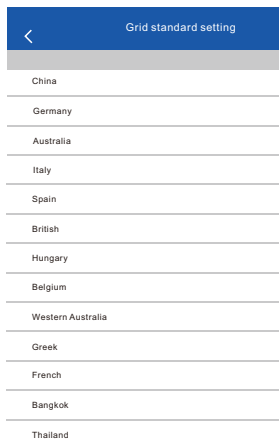 Grid standard setting
China
Germany
Australia
Italy
Spain
British
Hungary
Belgium
Western Australia
Greek
French
Bangkok
Thailand